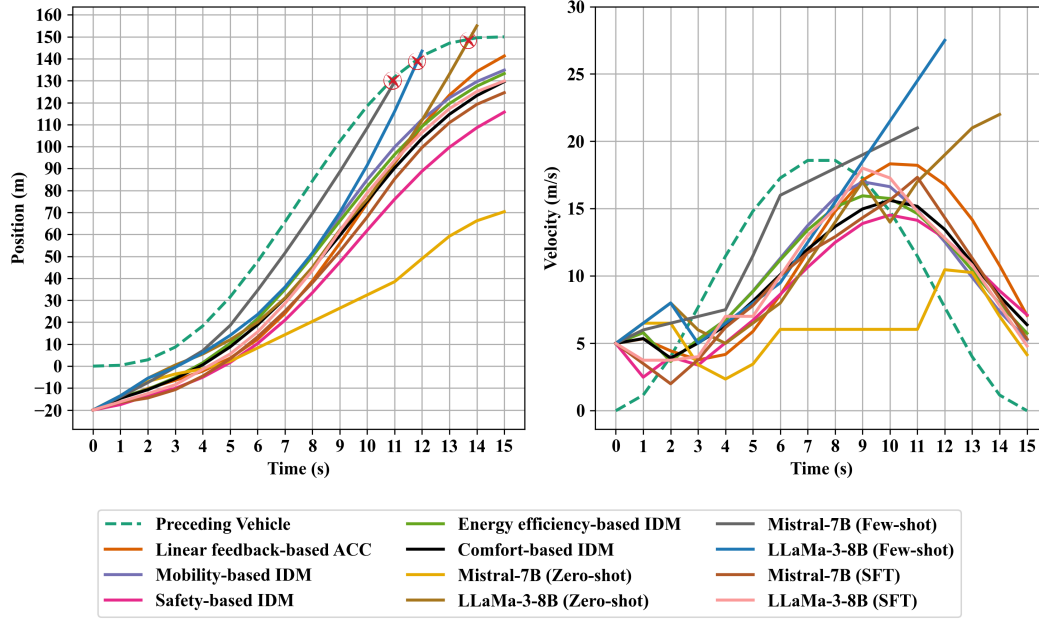 160
150
140
130
120
110
100
90
80
70
60
50
40
30
20
10
0
−10
−20
Position (m)
0 1 2 3 4 5 6 7 8 9 10 11 12 13 14 15
Time (s)
30
25
20
15
10
5
0
Velocity (m/s)
0 1 2 3 4 5 6 7 8 9 10 11 12 13 14 15
Time (s)
Preceding Vehicle
Linear feedback-based ACC
Mobility-based IDM
Safety-based IDM
Energy efficiency-based IDM
Comfort-based IDM
Mistral-7B (Zero-shot)
LLaMa-3-8B (Zero-shot)
Mistral-7B (Few-shot)
LLaMa-3-8B (Few-shot)
Mistral-7B (SFT)
LLaMa-3-8B (SFT)